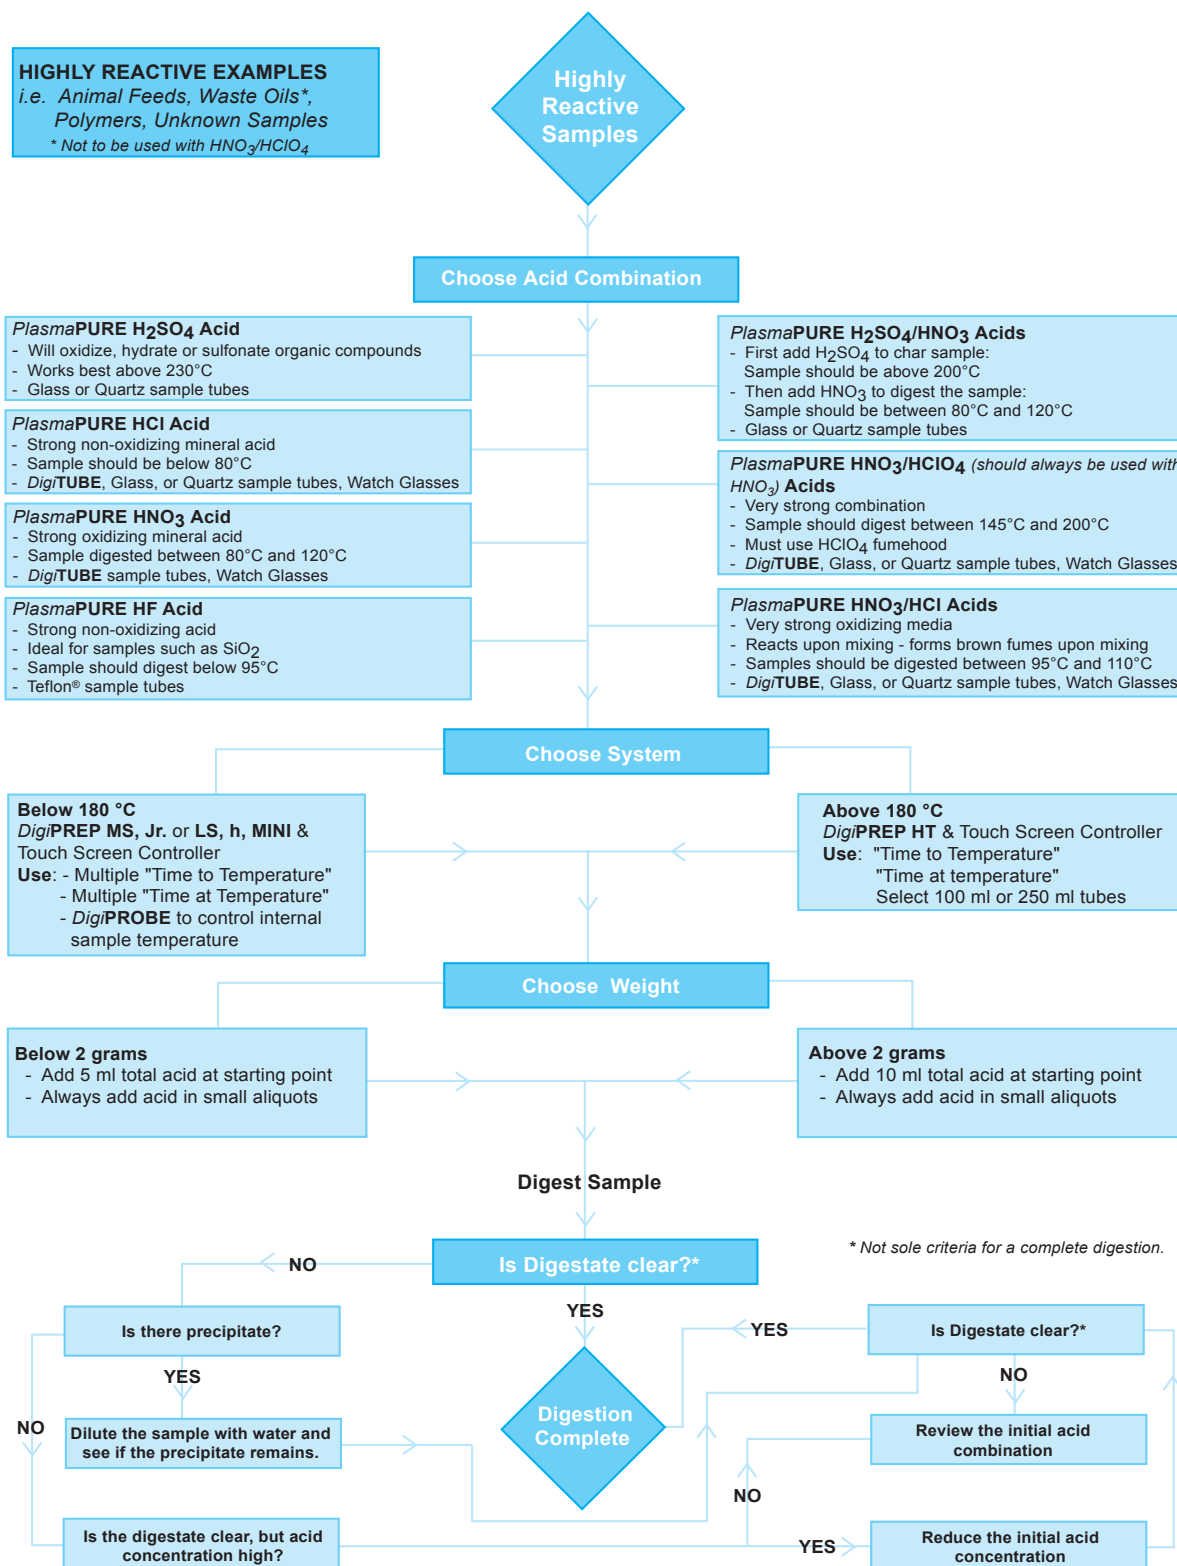 HIGHLY REACTIVE EXAMPLES
i.e. Animal Feeds, Waste Oils*,
Polymers, Unknown Samples
* Not to be used with HNO3/HClO4
Highly
Reactive
Samples
Choose Acid Combination
PlasmaPURE H2SO4 Acid
- Will oxidize, hydrate or sulfonate organic compounds
- Works best above 230°C
- Glass or Quartz sample tubes
PlasmaPURE HCl Acid
- Strong non-oxidizing mineral acid
- Sample should be below 80°C
- DigiTUBE, Glass, or Quartz sample tubes, Watch Glasses
PlasmaPURE HNO3 Acid
- Strong oxidizing mineral acid
- Sample digested between 80°C and 120°C
- DigiTUBE sample tubes, Watch Glasses
PlasmaPURE HF Acid
- Strong non-oxidizing acid
- Ideal for samples such as SiO2
- Sample should digest below 95°C
- Teflon® sample tubes
PlasmaPURE H2SO4/HNO3 Acids
- First add H2SO4 to char sample:
Sample should be above 200°C
- Then add HNO3 to digest the sample:
Sample should be between 80°C and 120°C
- Glass or Quartz sample tubes
PlasmaPURE HNO3/HClO4 (should always be used with
HNO3) Acids
- Very strong combination
- Sample should digest between 145°C and 200°C
- Must use HClO4 fumehood
- DigiTUBE, Glass, or Quartz sample tubes, Watch Glasses
PlasmaPURE HNO3/HCl Acids
- Very strong oxidizing media
- Reacts upon mixing - forms brown fumes upon mixing
- Samples should be digested between 95°C and 110°C
- DigiTUBE, Glass, or Quartz sample tubes, Watch Glasses
Choose System
Below 180 °C
DigiPREP MS, Jr. or LS, h, MINI &
Touch Screen Controller
Use: - Multiple "Time to Temperature"
- Multiple "Time at Temperature"
- DigiPROBE to control internal
sample temperature
Above 180 °C
DigiPREP HT & Touch Screen Controller
Use: "Time to Temperature"
"Time at temperature"
Select 100 ml or 250 ml tubes
Choose Weight
Below 2 grams
- Add 5 ml total acid at starting point
- Always add acid in small aliquots
Above 2 grams
- Add 10 ml total acid at starting point
- Always add acid in small aliquots
Digest Sample
* Not sole criteria for a complete digestion.
Is Digestate clear?*
NO
YES
Is there precipitate?
YES
Is Digestate clear?*
YES
NO
NO
Dilute the sample with water and
see if the precipitate remains.
Digestion
Complete
Review the initial acid
combination
NO
Is the digestate clear, but acid
concentration high?
YES
Reduce the initial acid
concentration